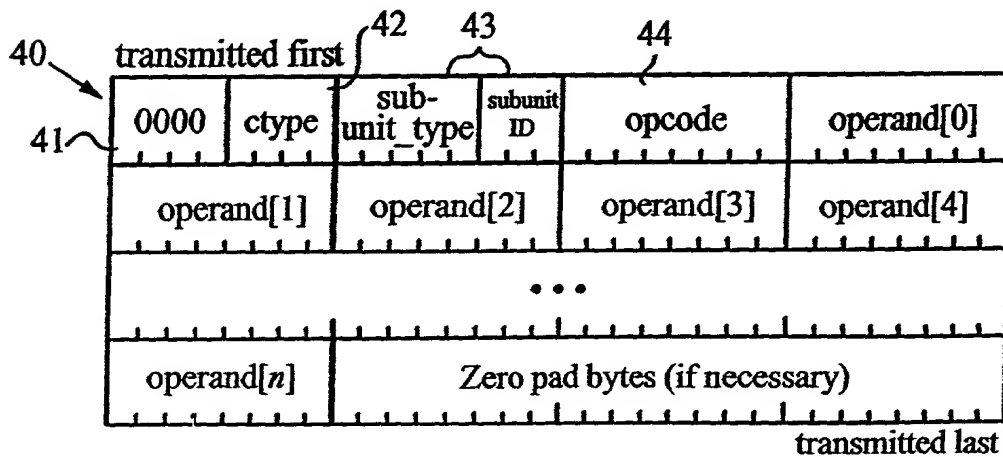 40
transmitted first
42
43
44
41
0000
ctype
sub-
unit_type
subunit
ID
opcode
operand[0]
operand[1]
operand[2]
operand[3]
operand[4]
•••
operand[n]
Zero pad bytes (if necessary)
transmitted last